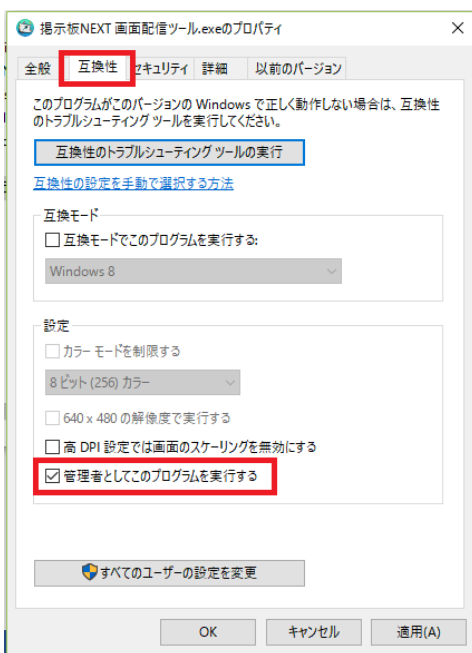 掲示板NEXT 画面配信ツール.exeのプロパティ
全般 互換性 セキュリティ 詳細 以前のバージョン
このプログラムがこのバージョンの Windows で正しく動作しない場合は、互換性
のトラブルシューティング ツールを実行してください。
互換性のトラブルシューティング ツールの実行
互換性の設定を手動で選択する方法
互換モード
互換モードでこのプログラムを実行する:
Windows 8
設定
カラー モードを制限する
8 ビット (256) カラー
640 x 480 の解像度で実行する
高 DPI 設定では画面のスケーリングを無効にする
管理者としてこのプログラムを実行する
すべてのユーザーの設定を変更
OK キャンセル 適用(A)